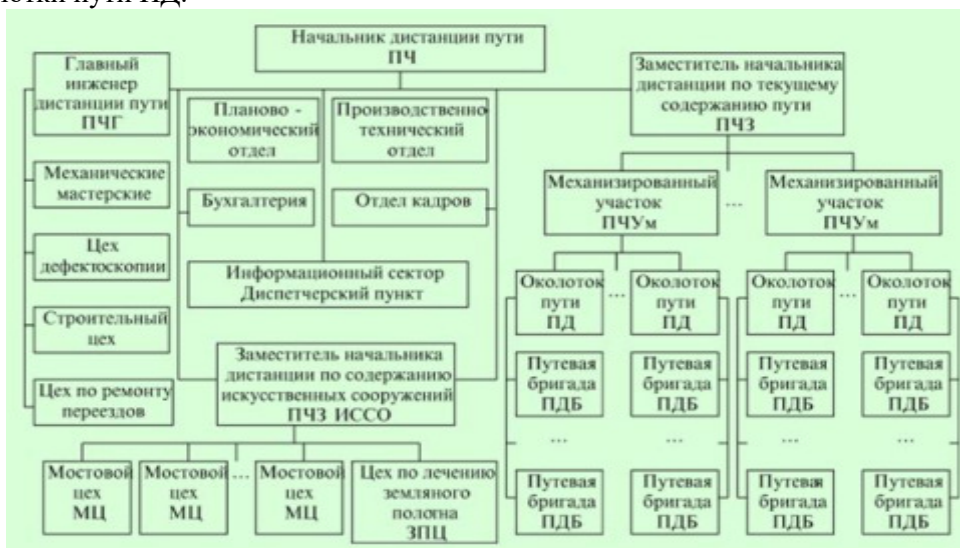 пути ПД.
Начальник дистанции пути
ПЧ
Главный
инженер
дистанции пути
ПЧГ
Заместитель начальника
дистанции по текущему
содержанию пути
ПЧЗ
Планово -
экономический
отдел
Производственно
технический
отдел
Механические
мастерские
Бухгалтерия
Отдел кадров
Механизированный
участок
ПЧУм
...
Механизированный
участок
ПЧУм
Цех
дефектоскопии
Информационный сектор
Диспетчерский пункт
Околоток
пути
ПД
...
Околоток
пути
ПД
Околоток
пути
ПД
...
Околоток
пути
ПД
Строительный
цех
Заместитель начальника
дистанции по содержанию
искусственных сооружений
ПЧЗ ИССО
Путевая
бригада
ПДБ
Путевая
бригада
ПДБ
Путевая
бригада
ПДБ
Путевая
бригада
ПДБ
Цех по ремонту
переездов
...
...
...
...
Мостовой
цех
МЦ
Мостовой
цех
МЦ
...
Мостовой
цех
МЦ
Цех по лечению
земляного
полотна
ЗПЦ
Путевая
бригада
ПДБ
Путевая
бригада
ПДБ
Путевая
бригада
ПДБ
Путевая
бригада
ПДБ